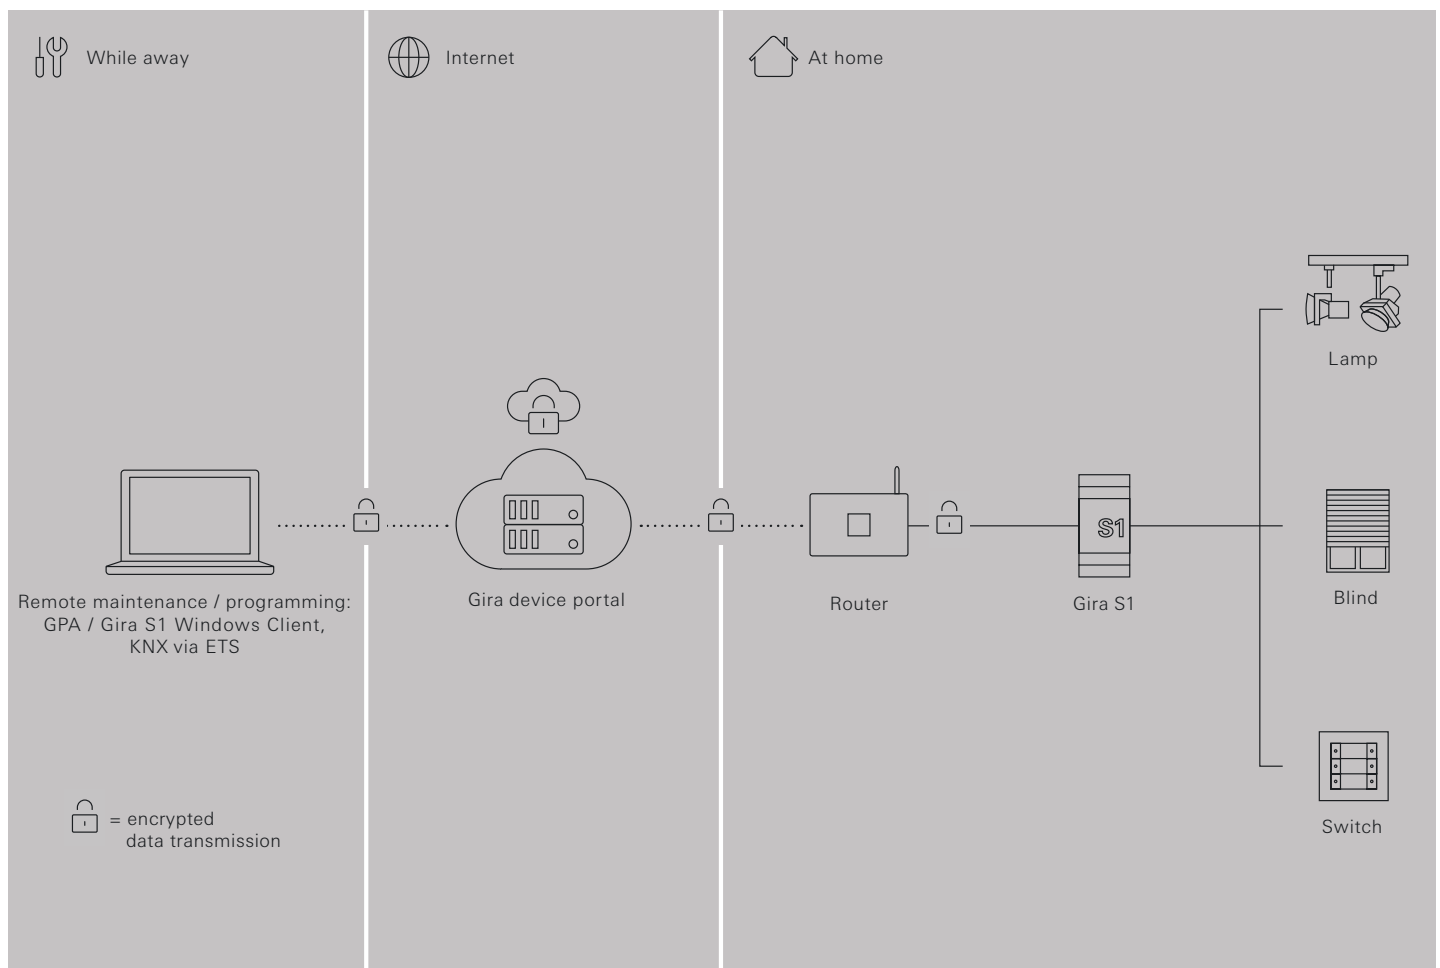 While away
Internet
At home
Lamp
S1
Remote maintenance / programming:
GPA / Gira S1 Windows Client,
KNX via ETS
Gira device portal
Router
Gira S1
Blind
= encrypted
data transmission
Switch